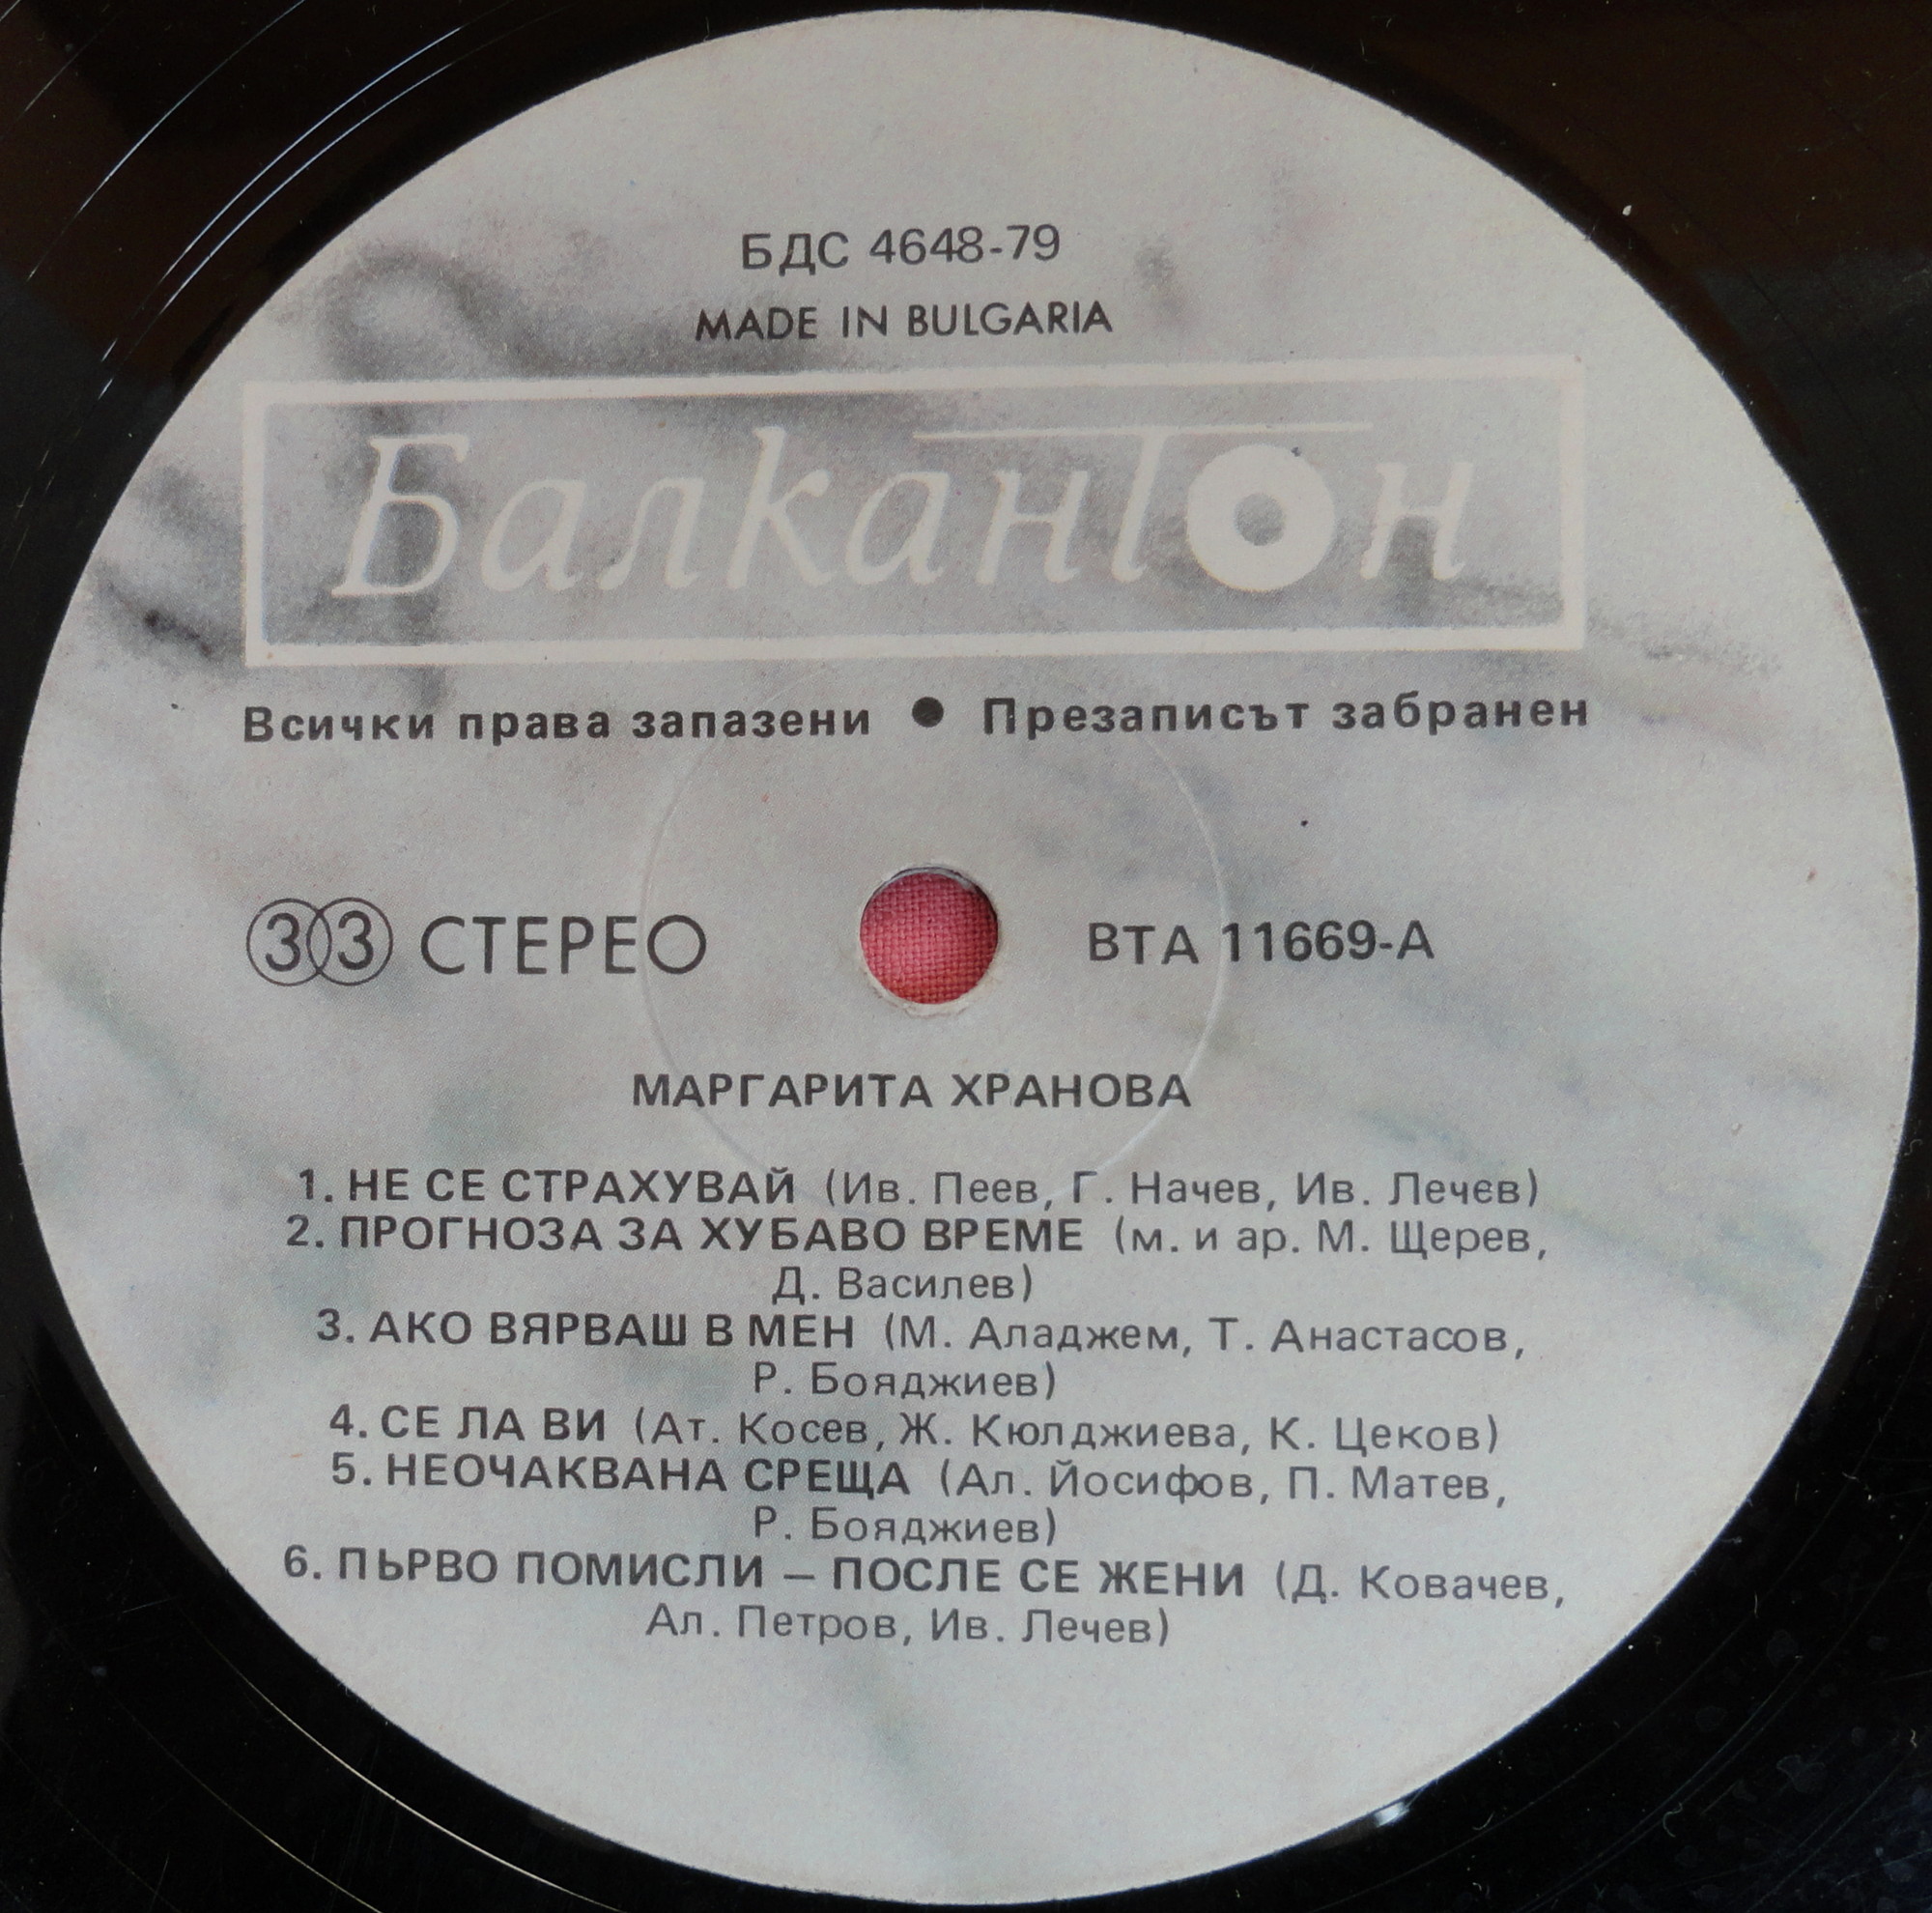 БДС 4648-79
MADE IN BULGARIA
Балкантон
Всички права запазени ● Презаписът забранен
33 СТЕРЕО ВТА 11669-А
МАРГАРИТА ХРАНОВА
1. НЕ СЕ СТРАХУВАЙ (Ив. Пеев, Г. Начев, Ив. Лечев)
2. ПРОГНОЗА ЗА ХУБАВО ВРЕМЕ (м. и ар. М. Щерев,
Д. Василев)
3. АКО ВЯРВАШ В МЕН (М. Аладжем, Т. Анастасов,
Р. Бояджиев)
4. СЕ ЛА ВИ (Ат. Косев, Ж. Кюлджиева, К. Цеков)
5. НЕОЧАКВАНА СРЕЩА (Ал. Йосифов, П. Матев,
Р. Бояджиев)
6. ПЬРВО ПОМИСЛИ – ПОСЛЕ СЕ ЖЕНИ (Д. Ковачев,
Ал. Петров, Ив. Лечев)